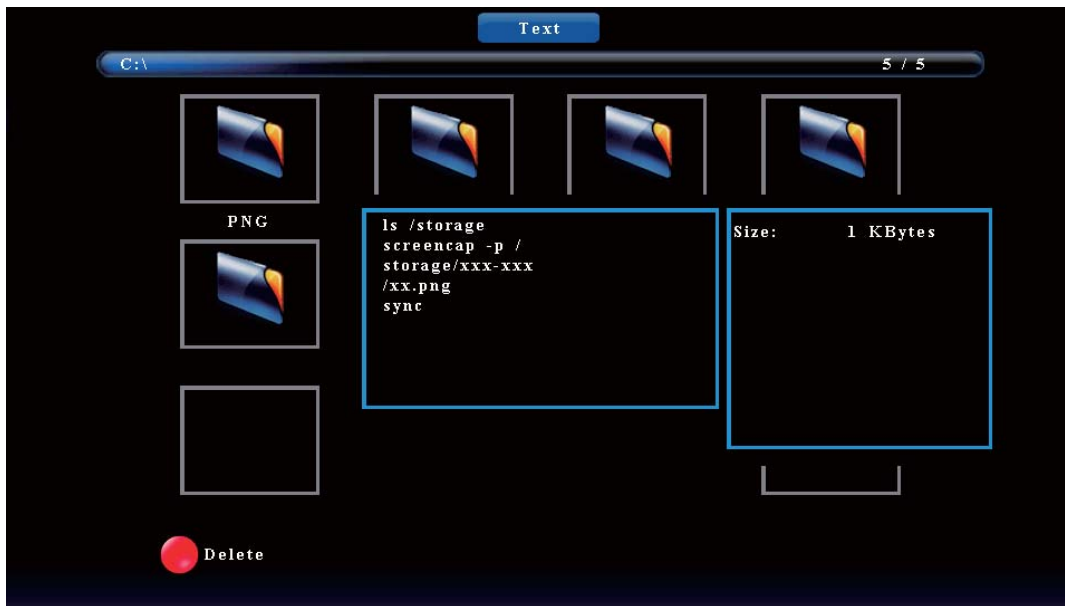 Text
C:\ 5 / 5
PNG
ls /storage
screencap -p /
storage/xxx-xxx
/xx.png
sync
Size: 1 KBytes
Delete